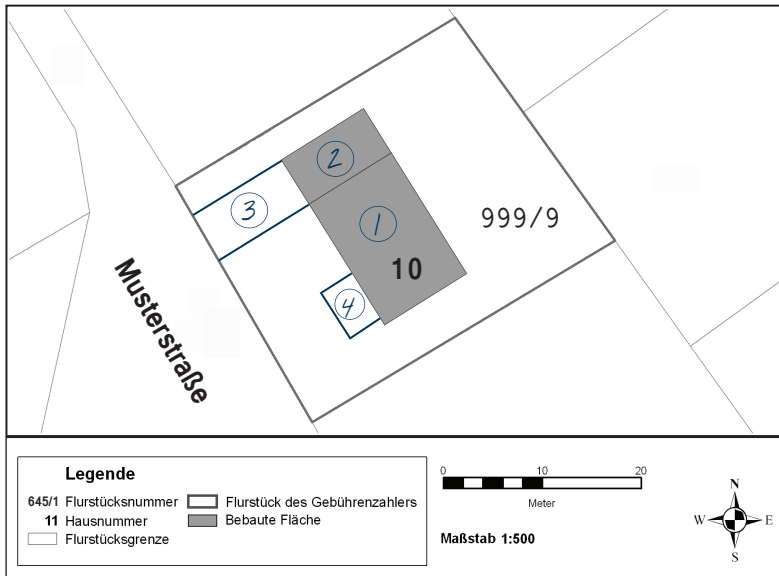 2
3
1
999/9
10
4
Musterstraße
Legende
645/1 Flurstücksnummer
11 Hausnummer
Flurstücksgrenze
Flurstück des Gebührenzahlers
Bebaute Fläche
0 10 20
Meter
Maßstab 1:500
N
W E
S